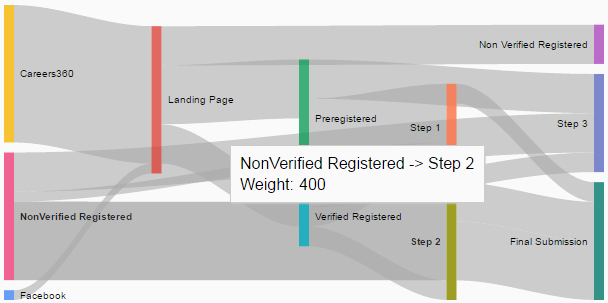 Non Verified Registered
Careers360
Landing Page
Preregistered
Step 1
Step 3
NonVerified Registered -> Step 2
Weight: 400
NonVerified Registered
Verified Registered
Step 2
Final Submission
Facebook